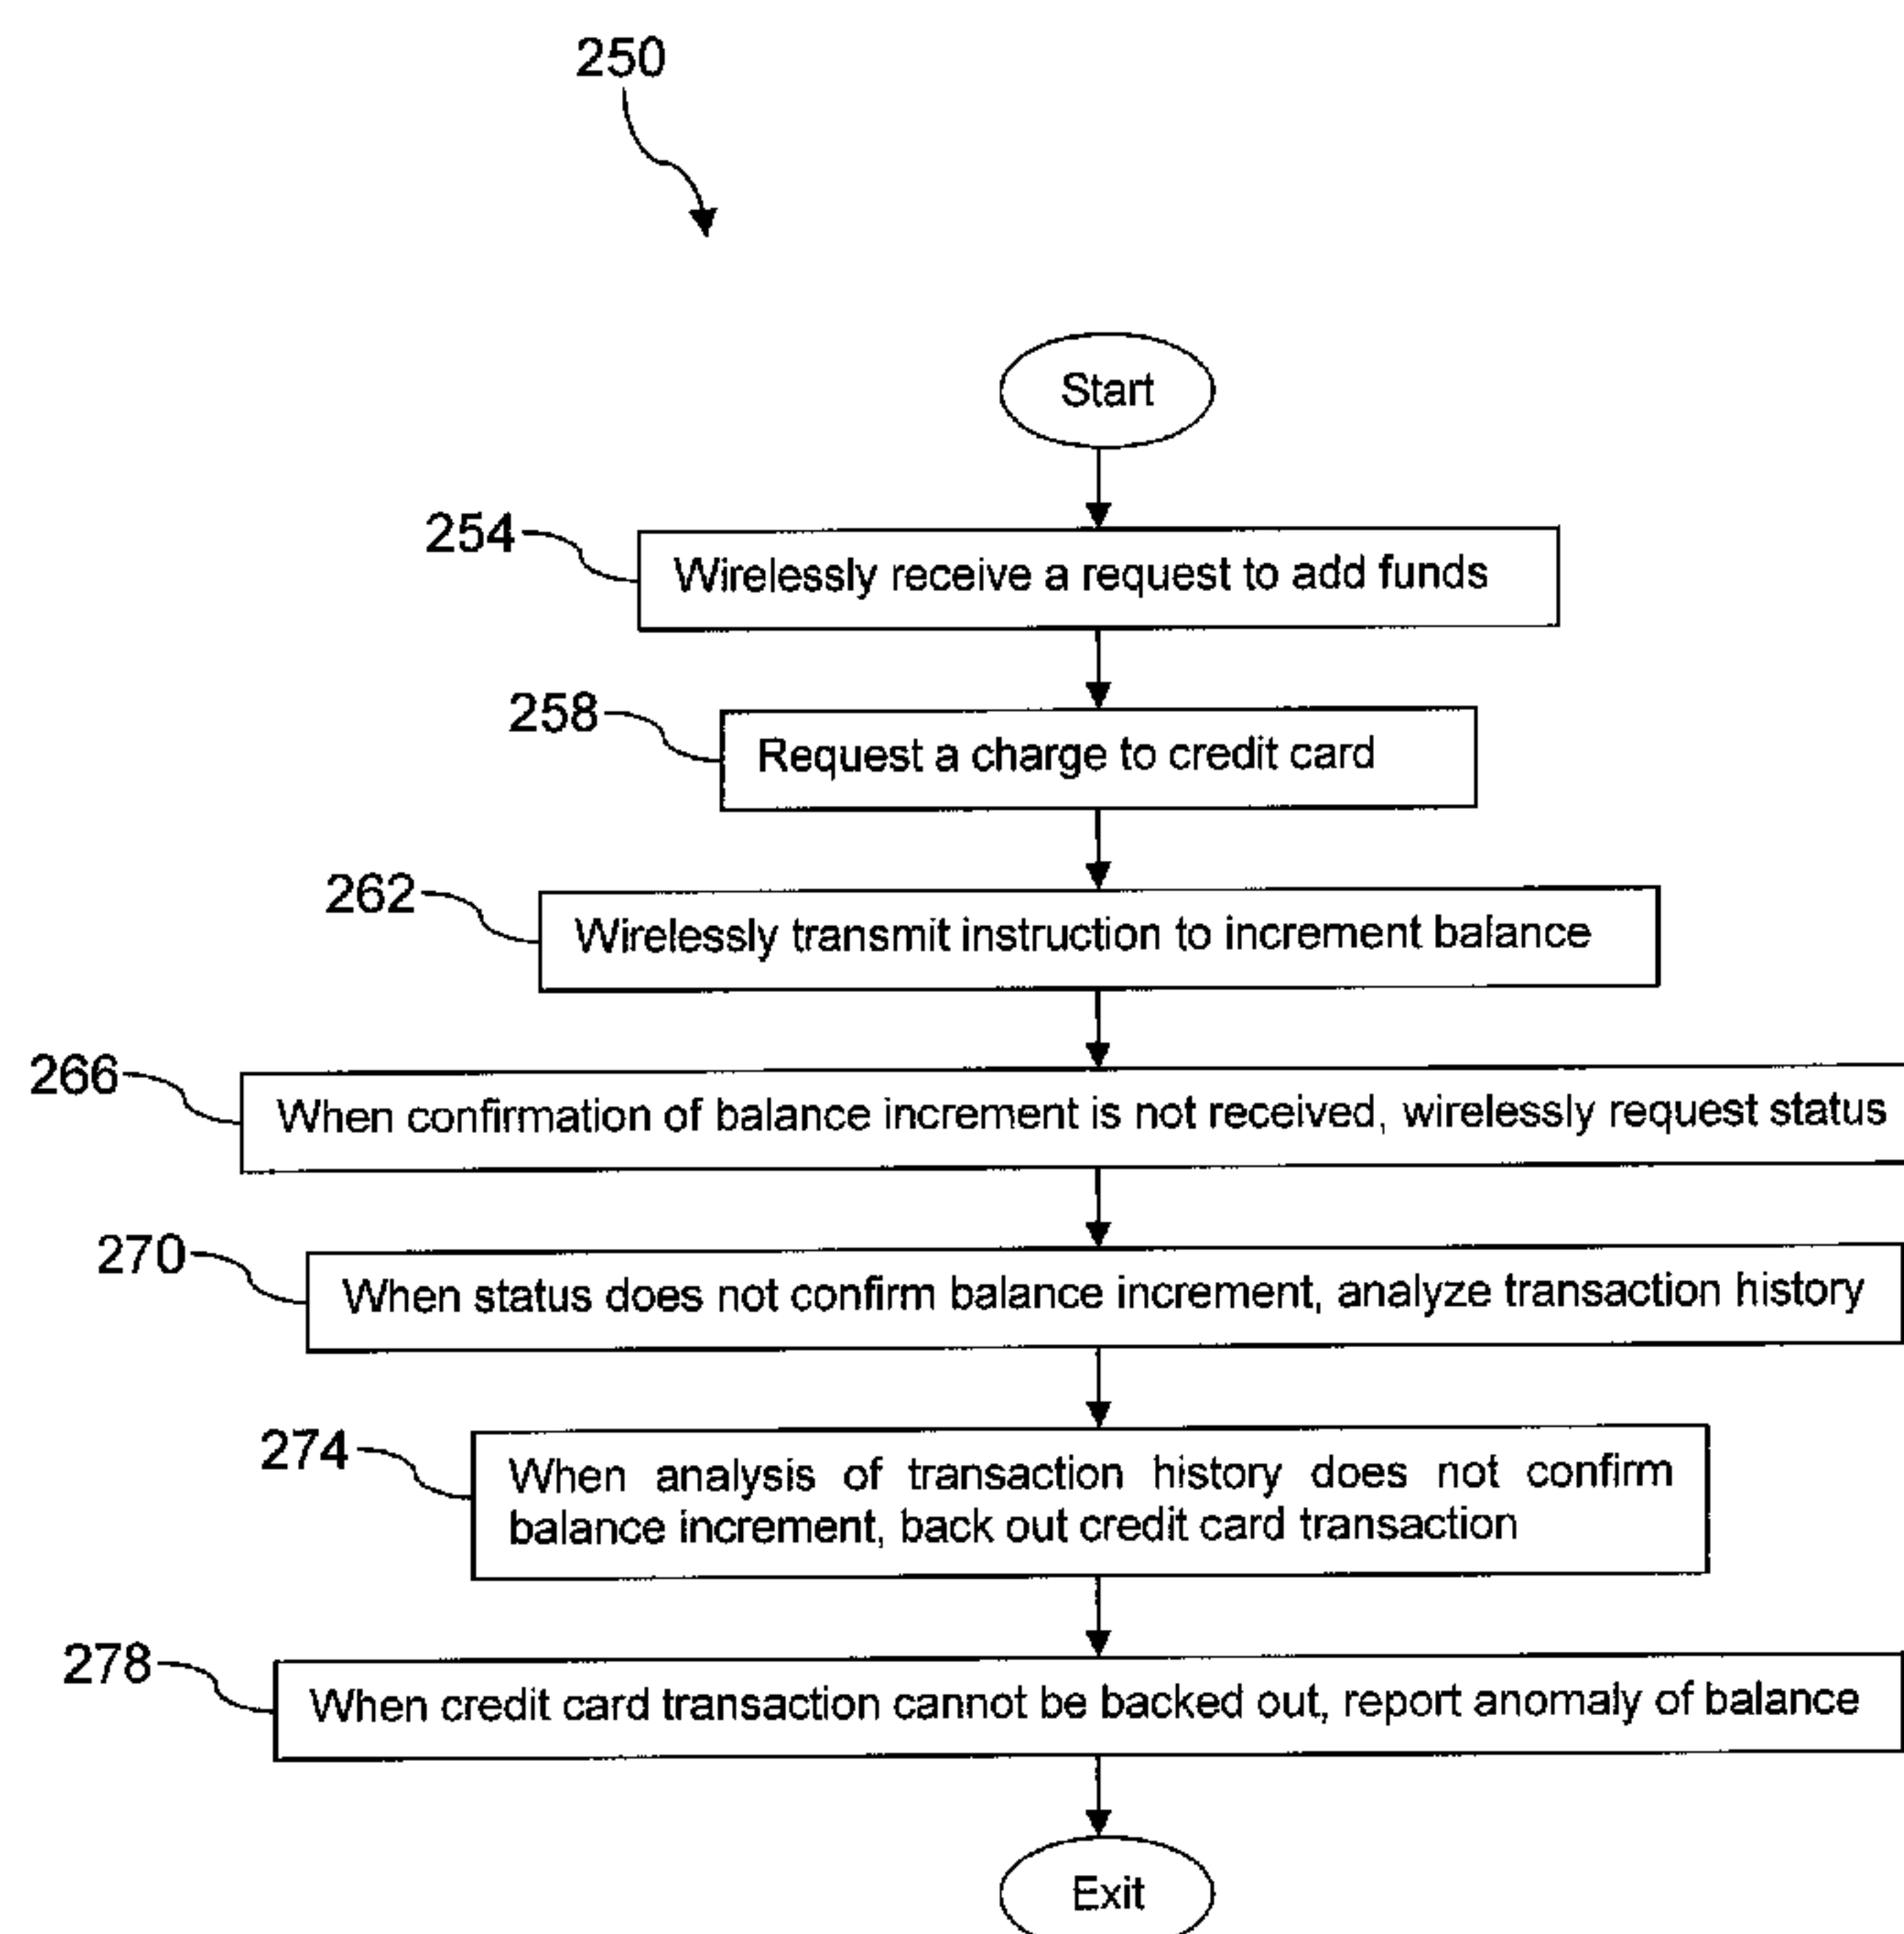 250
Start
254
Wirelessly receive a request to add funds
258
Request a charge to credit card
262
Wirelessly transmit instruction to increment balance
266
When confirmation of balance increment is not received, wirelessly request status
270
When status does not confirm balance increment, analyze transaction history
274
When analysis of transaction history does not confirm
balance increment, back out credit card transaction
278
When credit card transaction cannot be backed out, report anomaly of balance
Exit